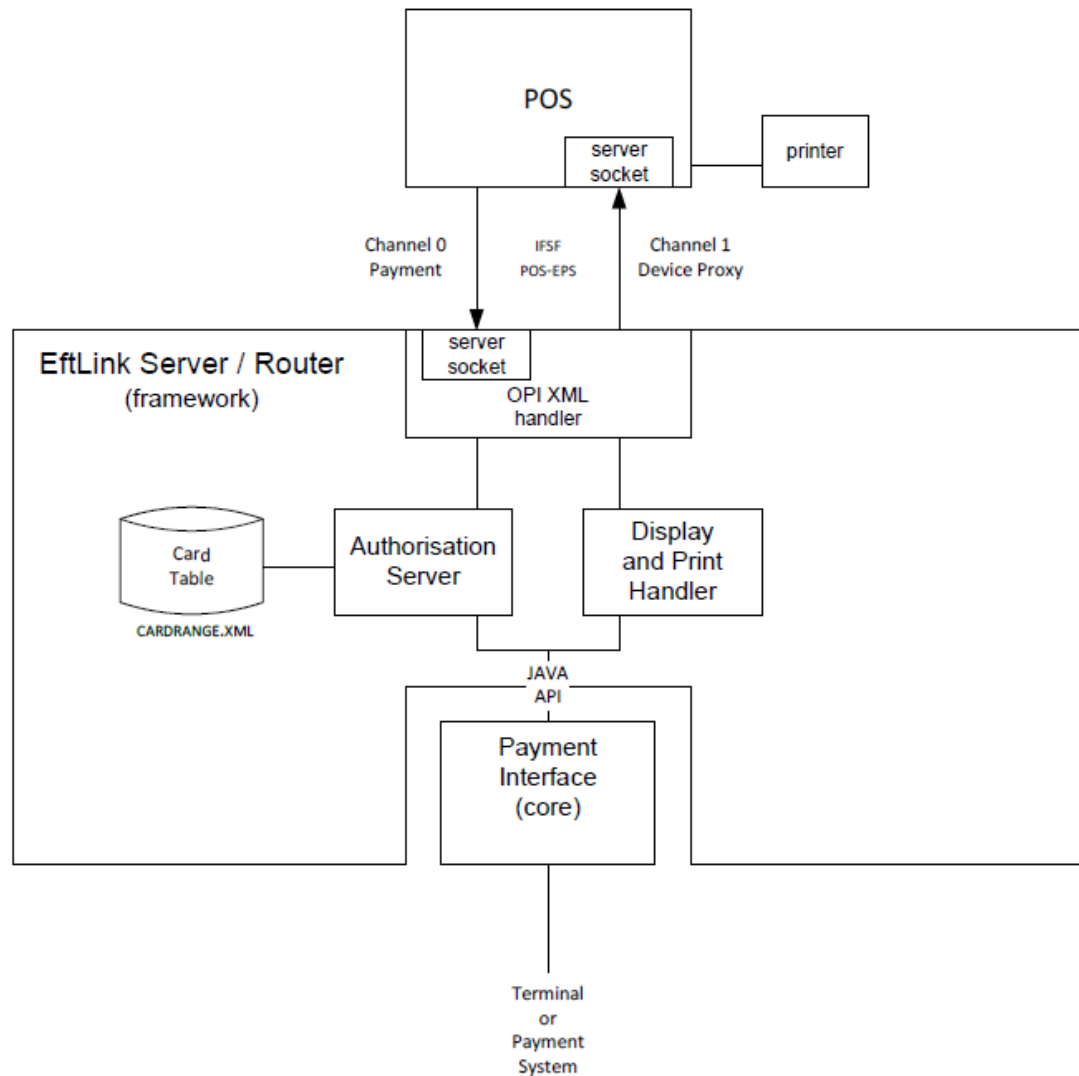 POS
server
socket
printer
Channel 0
Payment
IFSF
POS-EPS
Channel 1
Device Proxy
EftLink Server / Router
(framework)
server
socket
OPI XML
handler
Card
Table
CARDRANGE.XML
Authorisation
Server
Display
and Print
Handler
JAVA
API
Payment
Interface
(core)
Terminal
or
Payment
System